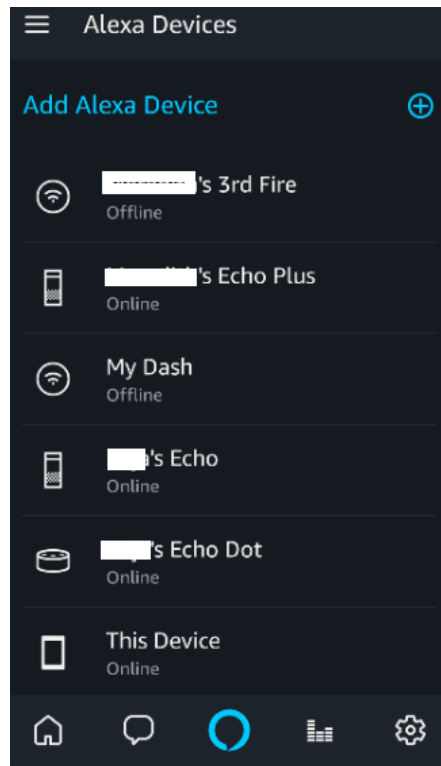 Alexa Devices
Add Alexa Device
's 3rd Fire
Offline
's Echo Plus
Online
My Dash
Offline
's Echo
Online
's Echo Dot
Online
This Device
Online